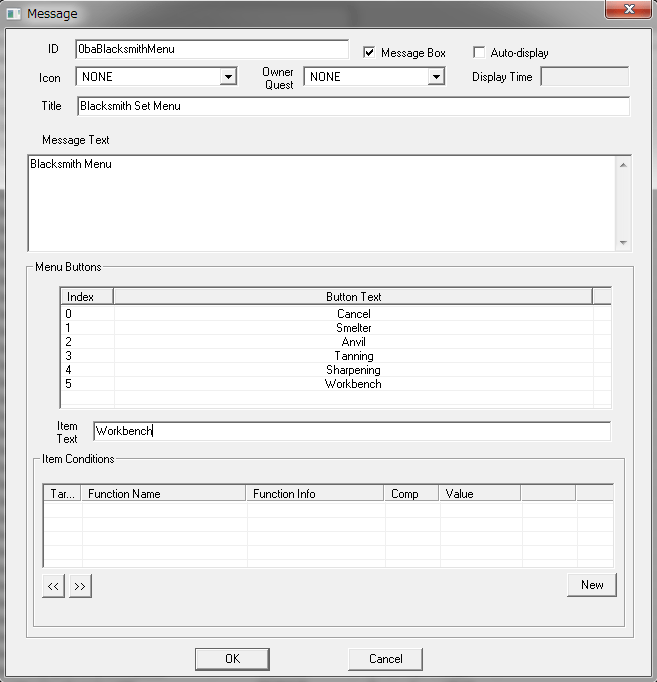 Message
ID 0baBlacksmithMenu Message Box Auto-display
Icon NONE Owner Quest NONE Display Time
Title Blacksmith Set Menu
Message Text
Blacksmith Menu
Menu Buttons
Index Button Text
0 Cancel
1 Smelter
2 Anvil
3 Tanning
4 Sharpening
5 Workbench
Item Text Workbench
Item Conditions
Tar... Function Name Function Info Comp Value
<< >> New
OK Cancel